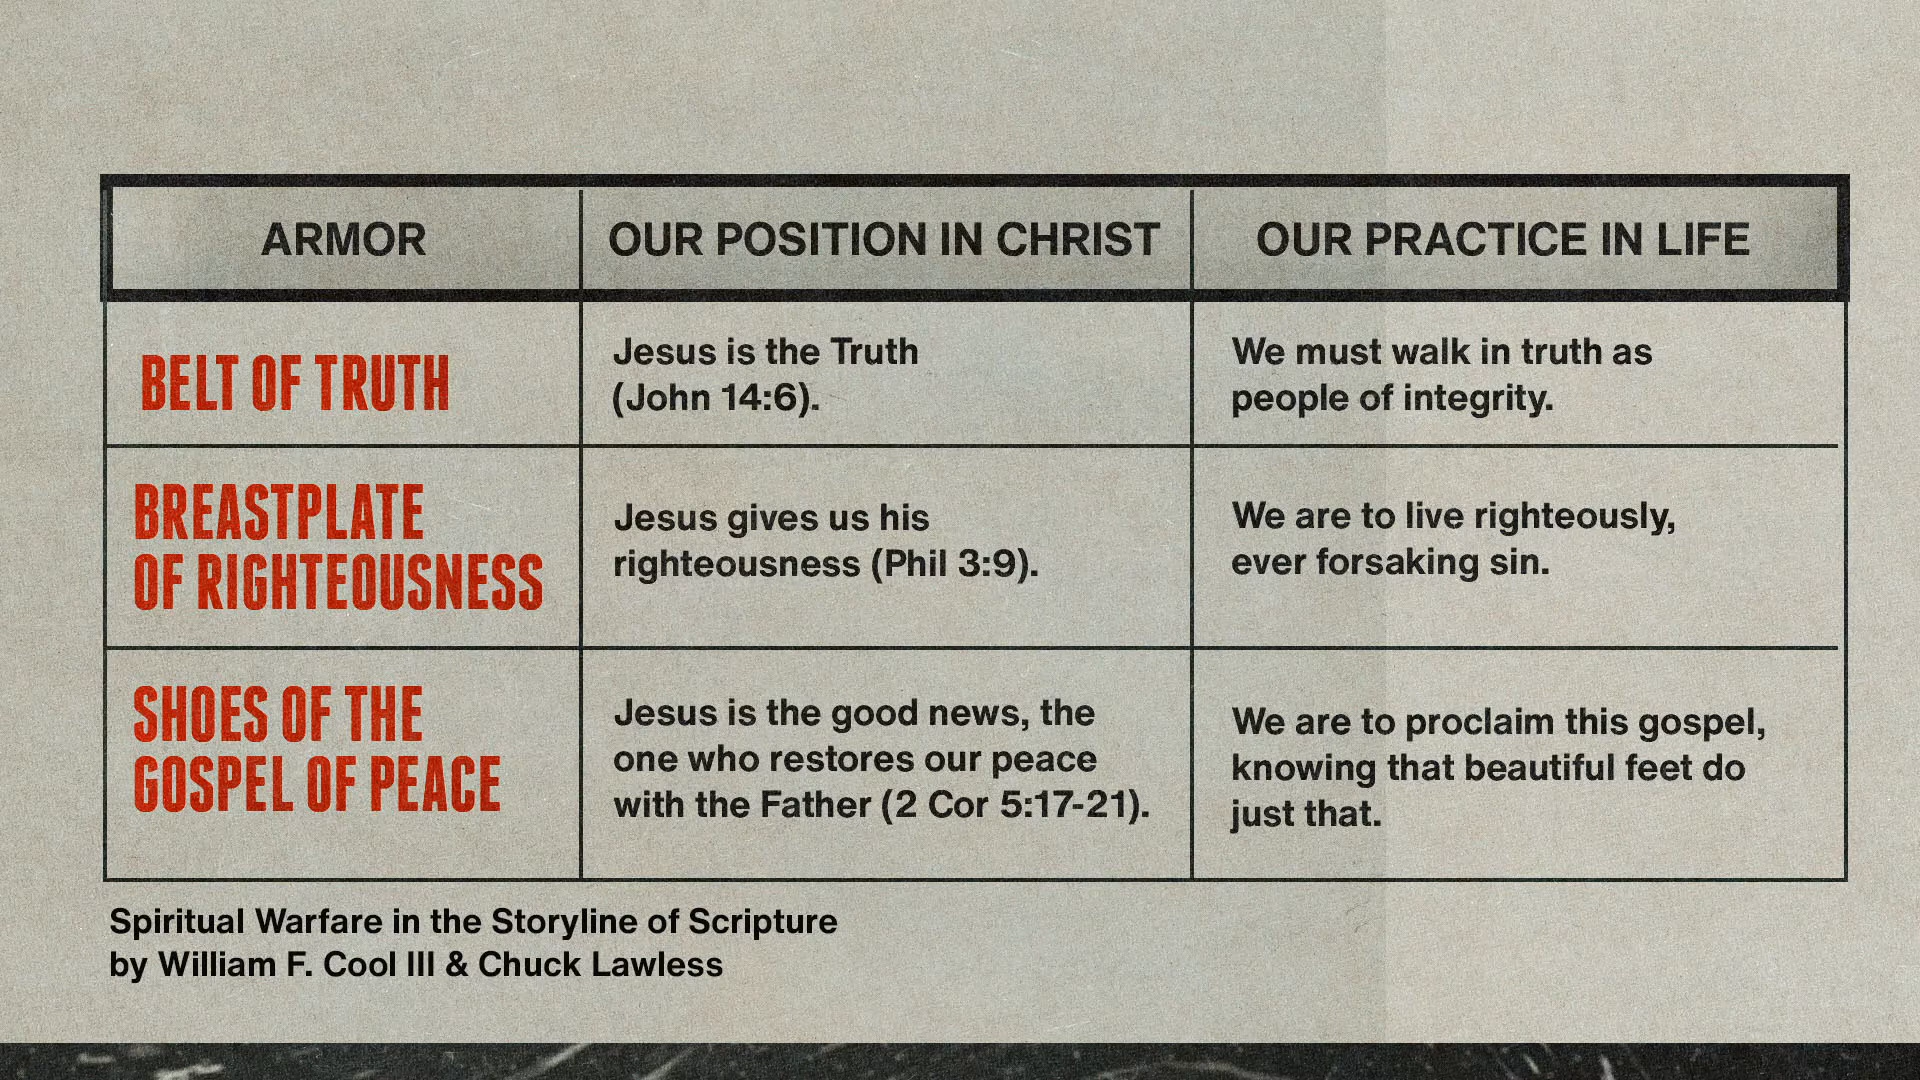 ARMOR
OUR POSITION IN CHRIST
OUR PRACTICE IN LIFE
BELT OF TRUTH
Jesus is the Truth
(John 14:6).
We must walk in truth as
people of integrity.
BREASTPLATE
OF RIGHTEOUSNESS
Jesus gives us his
righteousness (Phil 3:9).
We are to live righteously,
ever forsaking sin.
SHOES OF THE
GOSPEL OF PEACE
Jesus is the good news, the
one who restores our peace
with the Father (2 Cor 5:17-21).
We are to proclaim this gospel,
knowing that beautiful feet do
just that.
Spiritual Warfare in the Storyline of Scripture
by William F. Cool III & Chuck Lawless